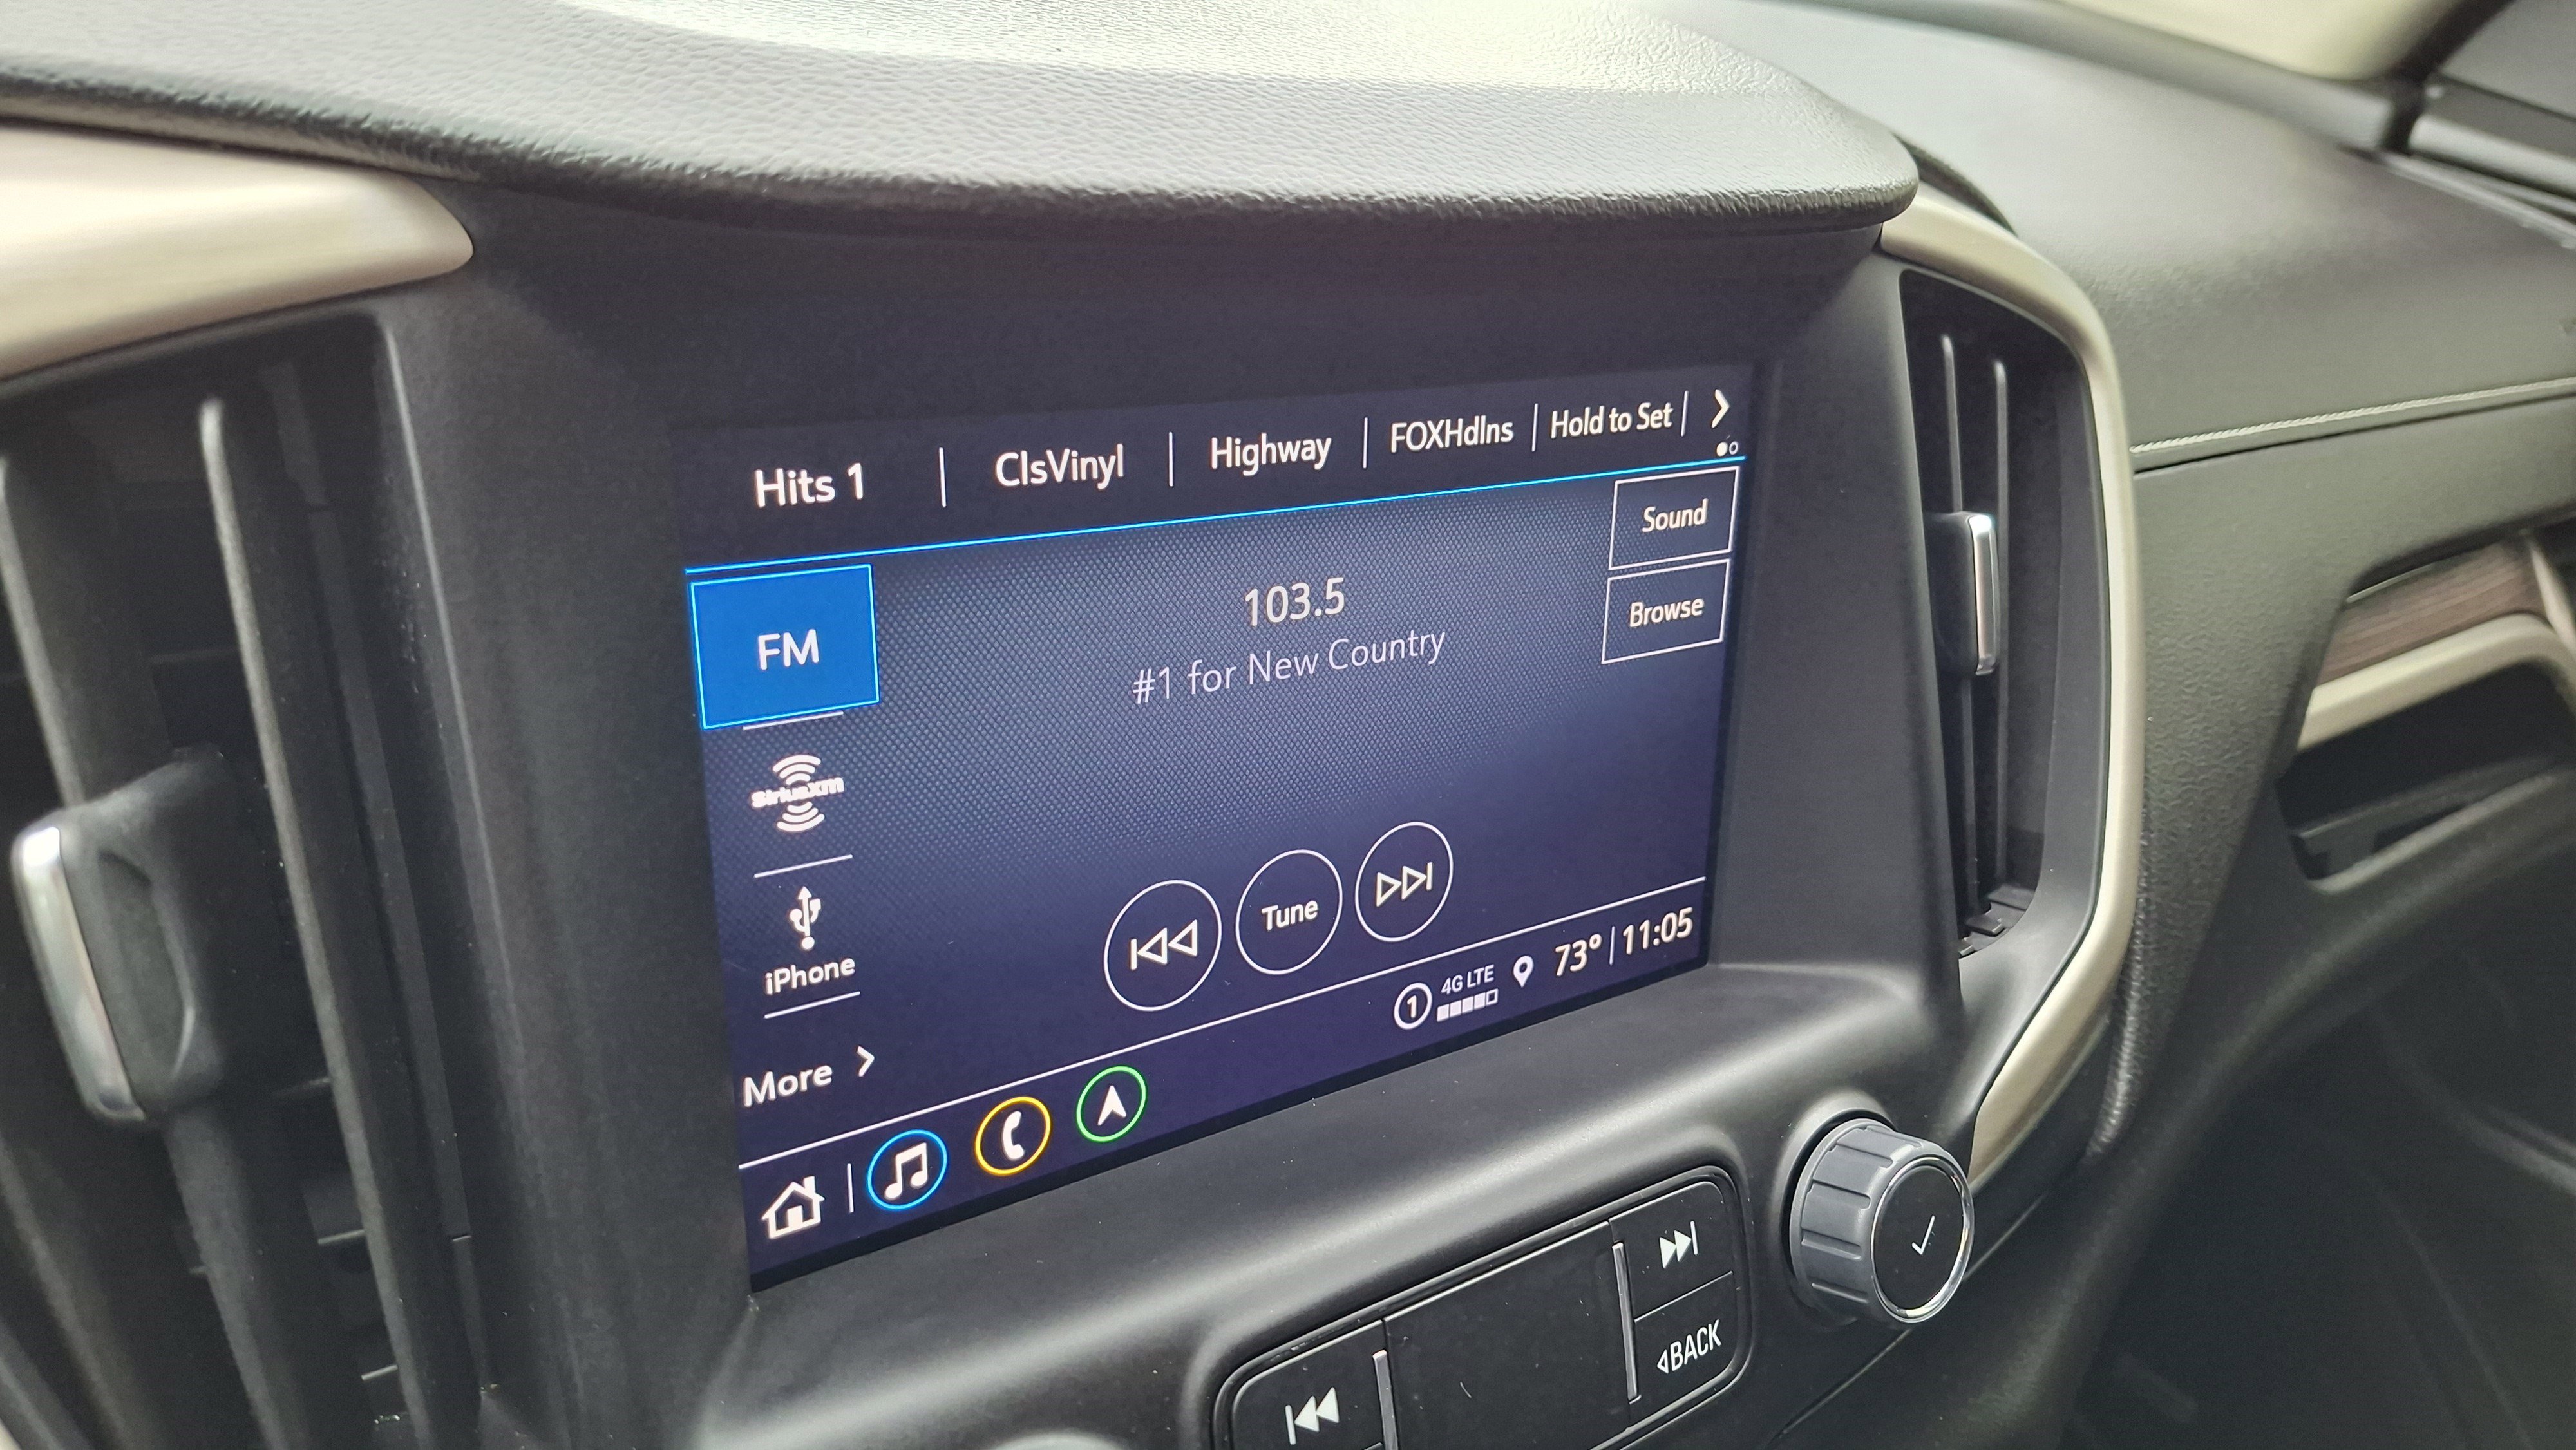 Hits 1 | ClsVinyl | Highway | FOXHdlns | Hold to Set |
Sound
FM
103.5
Browse
#1 for New Country
SiriusXm
Tune
iPhone
More
1 4G LTE 73° | 11:05
BACK